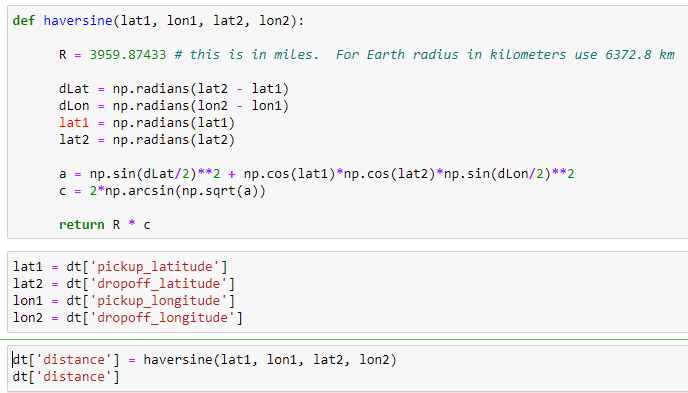 def haversine(lat1, lon1, lat2, lon2):
R = 3959.87433 # this is in miles.  For Earth radius in kilometers use 6372.8 km
dLat = np.radians(lat2 - lat1)
dLon = np.radians(lon2 - lon1)
lat1 = np.radians(lat1)
lat2 = np.radians(lat2)
a = np.sin(dLat/2)**2 + np.cos(lat1)*np.cos(lat2)*np.sin(dLon/2)**2
c = 2*np.arcsin(np.sqrt(a))
return R * c
lat1 = dt['pickup_latitude']
lat2 = dt['dropoff_latitude']
lon1 = dt['pickup_longitude']
lon2 = dt['dropoff_longitude']
dt['distance'] = haversine(lat1, lon1, lat2, lon2)
dt['distance']